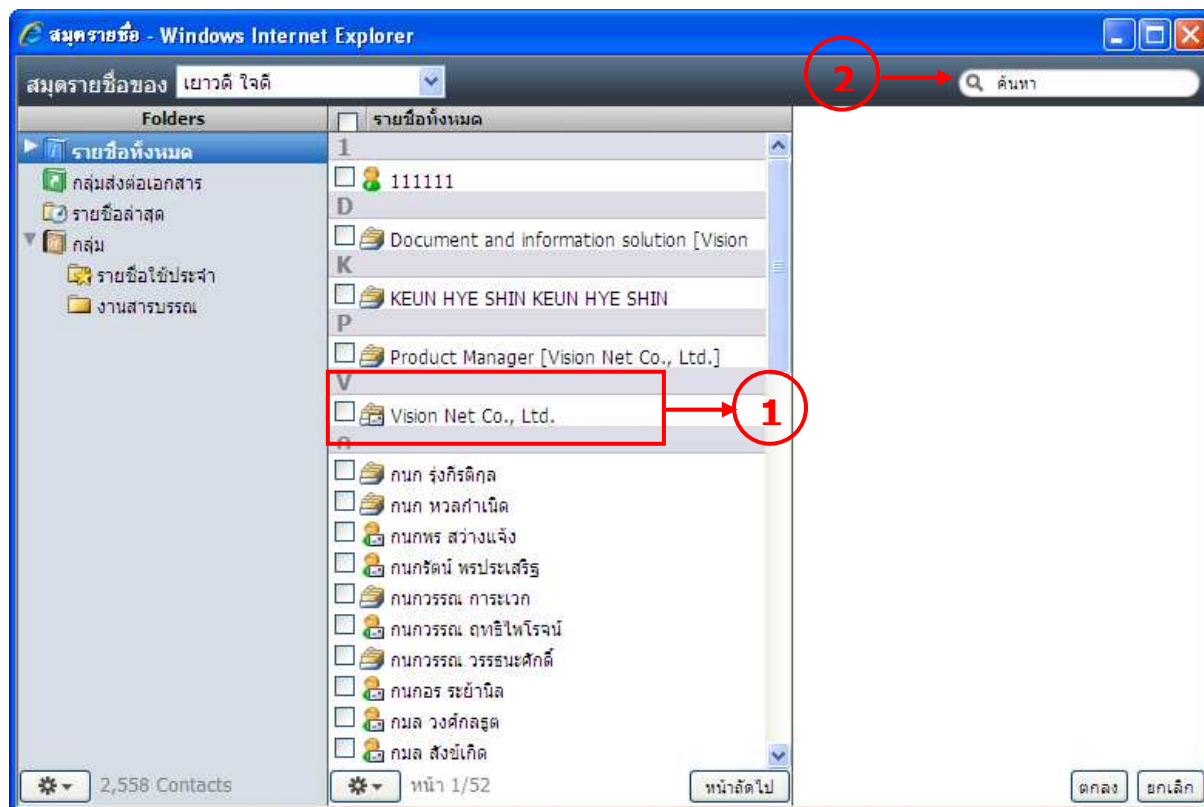 สมุดรายชื่อ - Windows Internet Explorer
สมุดรายชื่อของ เยาวดี ใจดี
2
ค้นหา
Folders
รายชื่อทั้งหมด
กลุ่มส่งต่อเอกสาร
รายชื่อล่าสุด
กลุ่ม
รายชื่อใช้ประจำ
งานสารบรรณ
2,558 Contacts
รายชื่อทั้งหมด
1
111111
D
Document and information solution [Vision
K
KEUN HYE SHIN KEUN HYE SHIN
P
Product Manager [Vision Net Co., Ltd.]
V
Vision Net Co., Ltd.
1
ก
กนก รุ่งกีรติกุล
กนก หวลกำเนิด
กนกพร สว่างแจ้ง
กนกรัตน์ พรประเสริฐ
กนกวรรณ การะเวก
กนกวรรณ ฤทธิไพโรจน์
กนกวรรณ วรรธนะศักดิ์
กนกอร ระย้านิล
กมล วงศ์กลธูต
กมล สังข์เกิด
หน้า 1/52
หน้าถัดไป
ตกลง
ยกเลิก